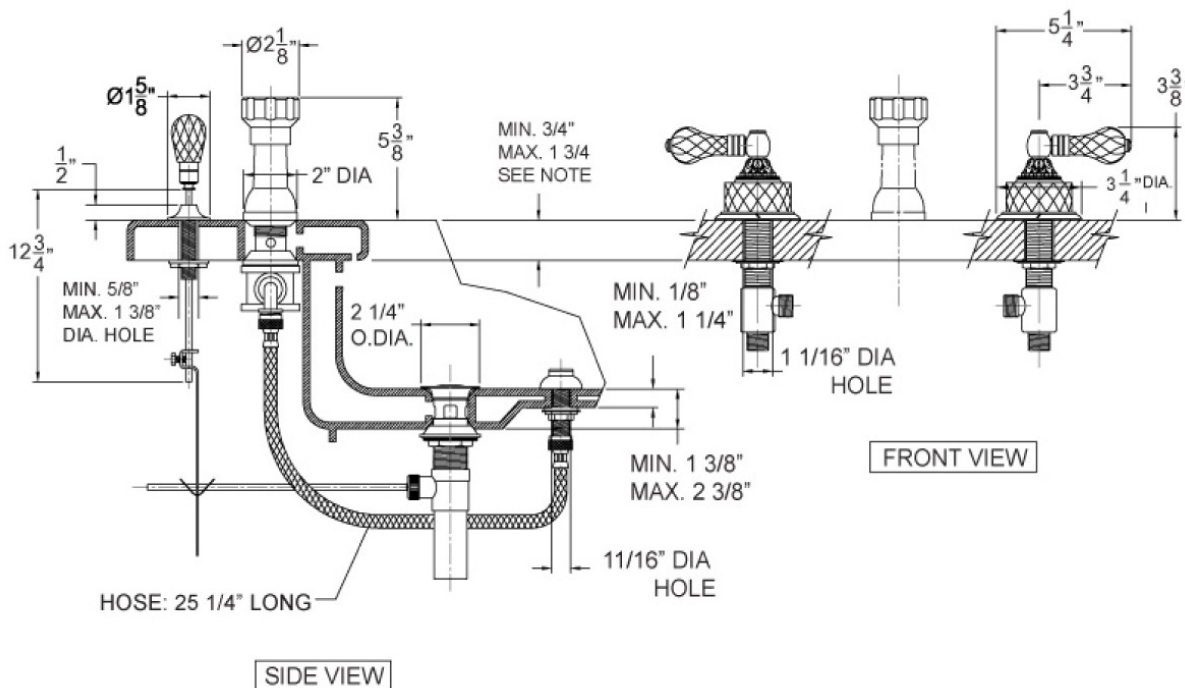 Ø2 1/8"
Ø1 5/8"
1/2"
12 3/4"
5 3/8"
2" DIA
MIN. 5/8"
MAX. 1 3/8"
DIA. HOLE
2 1/4"
O.DIA.
HOSE: 25 1/4" LONG
SIDE VIEW
MIN. 3/4"
MAX. 1 3/4
SEE NOTE
MIN. 1/8"
MAX. 1 1/4"
MIN. 1 3/8"
MAX. 2 3/8"
11/16" DIA
HOLE
5 1/4"
3 3/4"
3 3/8
3 1/4" DIA.
1 1/16" DIA
HOLE
FRONT VIEW